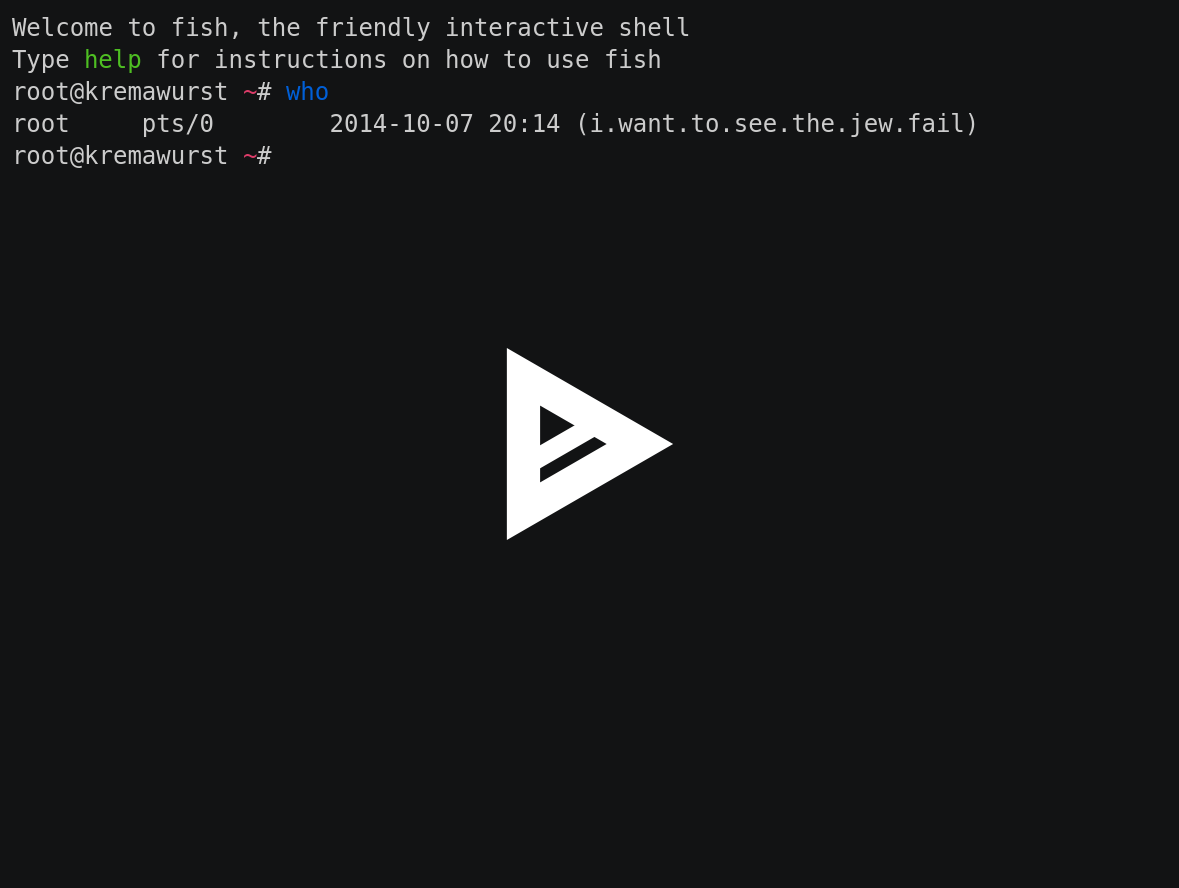 Welcome to fish, the friendly interactive shell
Type help for instructions on how to use fish
root@kremawurst ~# who
root     pts/0        2014-10-07 20:14 (i.want.to.see.the.jew.fail)
root@kremawurst ~#